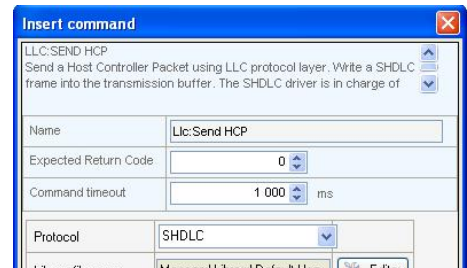 Insert command
LLC:SEND HCP
Send a Host Controller Packet using LLC protocol layer. Write a SHDLC
frame into the transmission buffer. The SHDLC driver is in charge of
Name Llc:Send HCP
Expected Return Code 0
Command timeout 1 000 ms
Protocol SHDLC